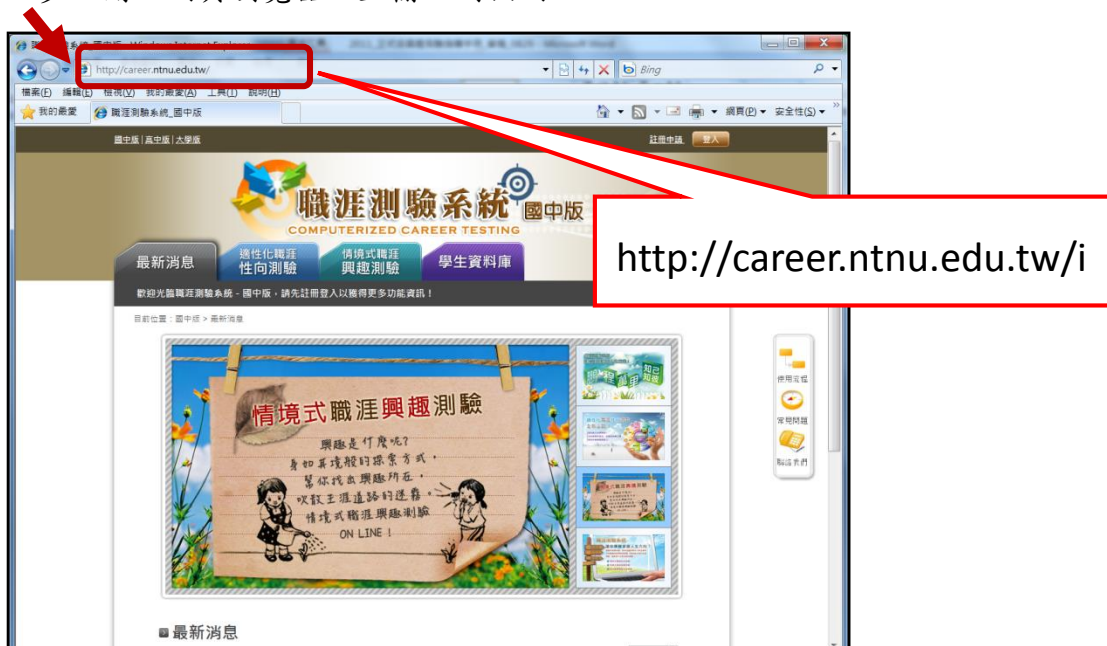 http://career.ntnu.edu.tw/
Bing
檔案(F) 編輯(E) 檢視(V) 我的最愛(A) 工具(T) 說明(H)
我的最愛
職涯測驗系統_國中版
網頁(P)
安全性(S)
國中版 | 高中版 | 大學版
註冊申請
登入
職涯測驗系統 國中版
COMPUTERIZED CAREER TESTING
最新消息
適性化職涯
性向測驗
情境式職涯
興趣測驗
學生資料庫
http://career.ntnu.edu.tw/i
歡迎光臨職涯測驗系統 - 國中版，請先註冊登入以獲得更多功能資訊！
目前位置：國中版 > 最新消息
情境式職涯興趣測驗
興趣是什麼呢?
身如其境般的探索方式，
幫你找出興趣所在，
吹散生涯道路的迷霧。
情境式職涯興趣測驗
ON LINE !
使用流程
常見問題
聯絡我們
最新消息